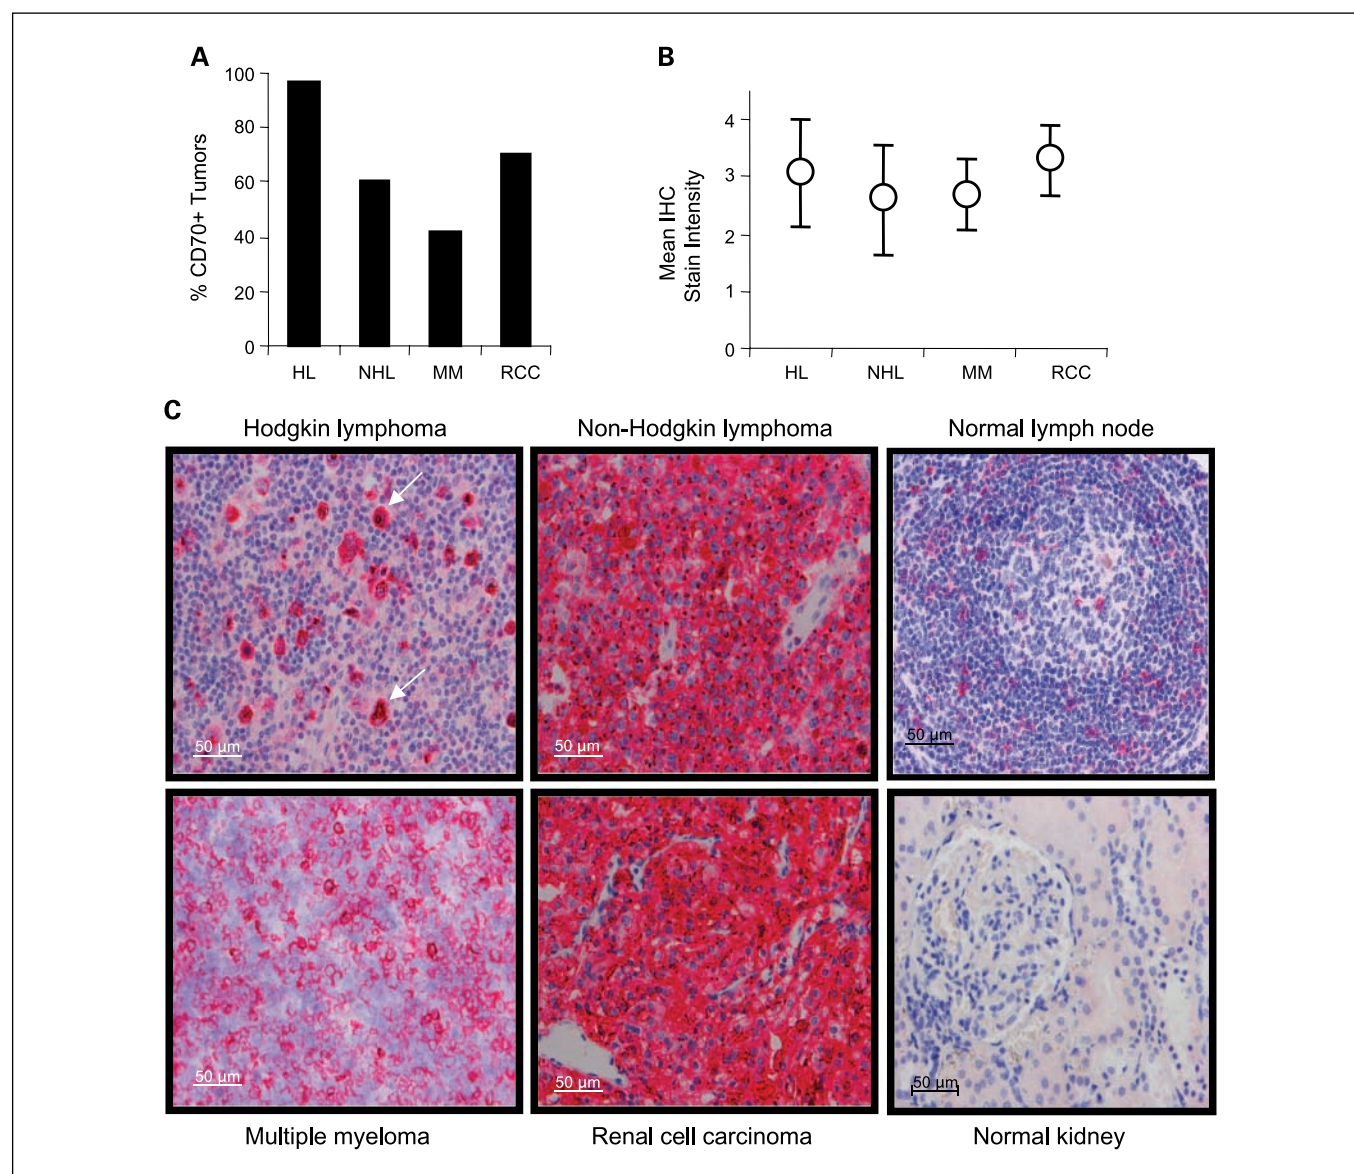 A
B
100
80
60
40
20
0
% CD70+ Tumors
HL NHL MM RCC
4
3
2
1
0
Mean IHC
Stain Intensity
HL NHL MM RCC
C
Hodgkin lymphoma Non-Hodgkin lymphoma Normal lymph node
50 µm 50 µm 50 µm
50 µm 50 µm 50 µm
Multiple myeloma Renal cell carcinoma Normal kidney